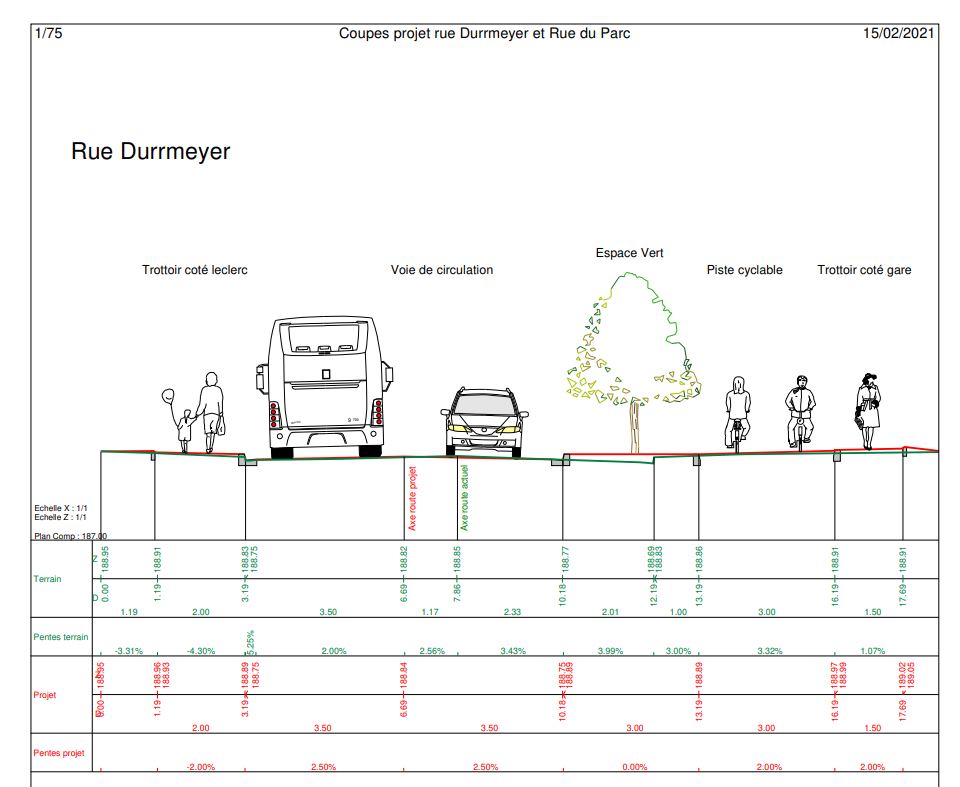 1/75 Coupes projet rue Durrmeyer et Rue du Parc 15/02/2021
Rue Durrmeyer
Espace Vert
Trottoir coté leclerc Voie de circulation Piste cyclable Trottoir coté gare
Axe route projet
Axe route actuel
Echelle X : 1/1
Echelle Z : 1/1
Plan Comp : 187.00
Terrain
Z 188.95 188.91 188.83 188.75 188.82 188.85 188.77 188.69 188.83 188.86 188.91 188.91
D 0.00 1.19 3.19 6.69 7.86 10.18 12.19 13.19 16.19 17.69
1.19 2.00 3.50 1.17 2.33 2.01 1.00 3.00 1.50
Pentes terrain
-3.31% -4.30% 2.00% 2.56% 3.43% 3.99% 3.00% 3.32% 1.07%
Projet
188.95 188.96 188.93 188.89 188.75 188.84 188.75 188.89 188.89 188.97 188.99 189.02 189.05
0.00 1.19 3.19 6.69 10.18 13.19 16.19 17.69
2.00 3.50 3.50 3.00 3.00 1.50
Pentes projet
-2.00% 2.50% 2.50% 0.00% 2.00% 2.00%